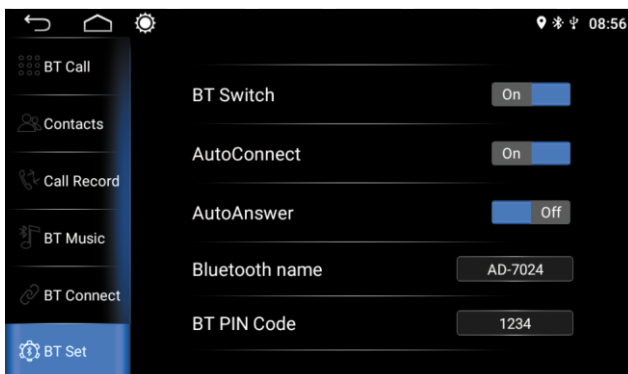 08:56
BT Call
Contacts
Call Record
BT Music
BT Connect
BT Set
BT Switch On
AutoConnect On
AutoAnswer Off
Bluetooth name AD-7024
BT PIN Code 1234